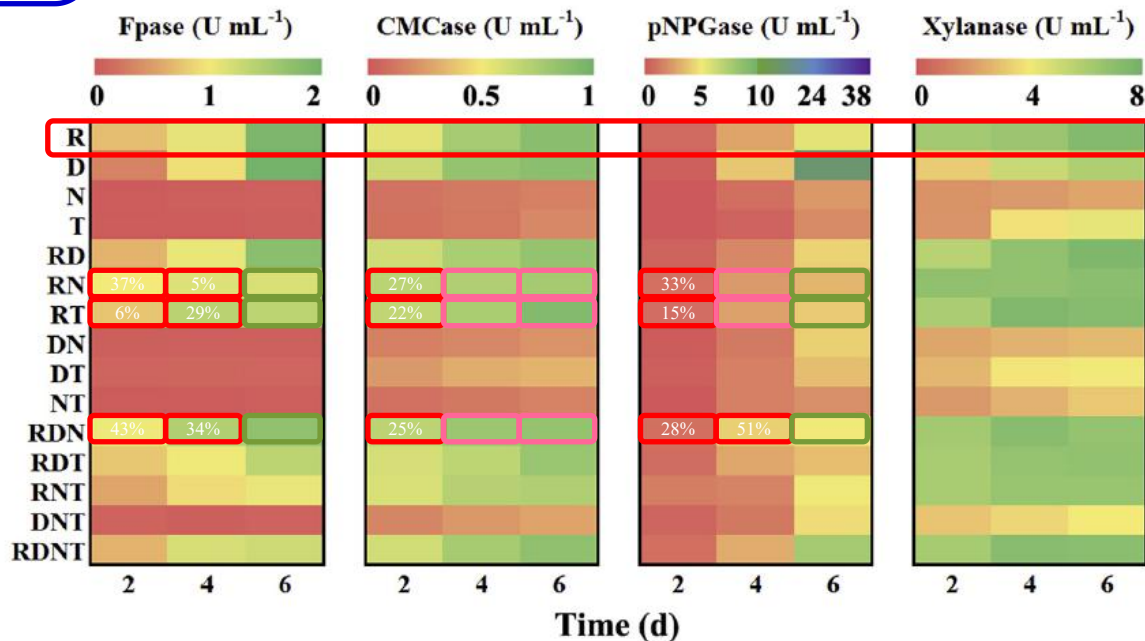 Fpase (U mL⁻¹) CMCase (U mL⁻¹) pNPGase (U mL⁻¹) Xylanase (U mL⁻¹)
0 1 2 0 0.5 1 0 5 10 24 38 0 4 8
R
D
N
T
RD
RN 37% 5% 27% 33%
RT 6% 29% 22% 15%
DN
DT
NT
RDN 43% 34% 25% 28% 51%
RDT
RNT
DNT
RDNT
2 4 6 2 4 6 2 4 6 2 4 6
Time (d)